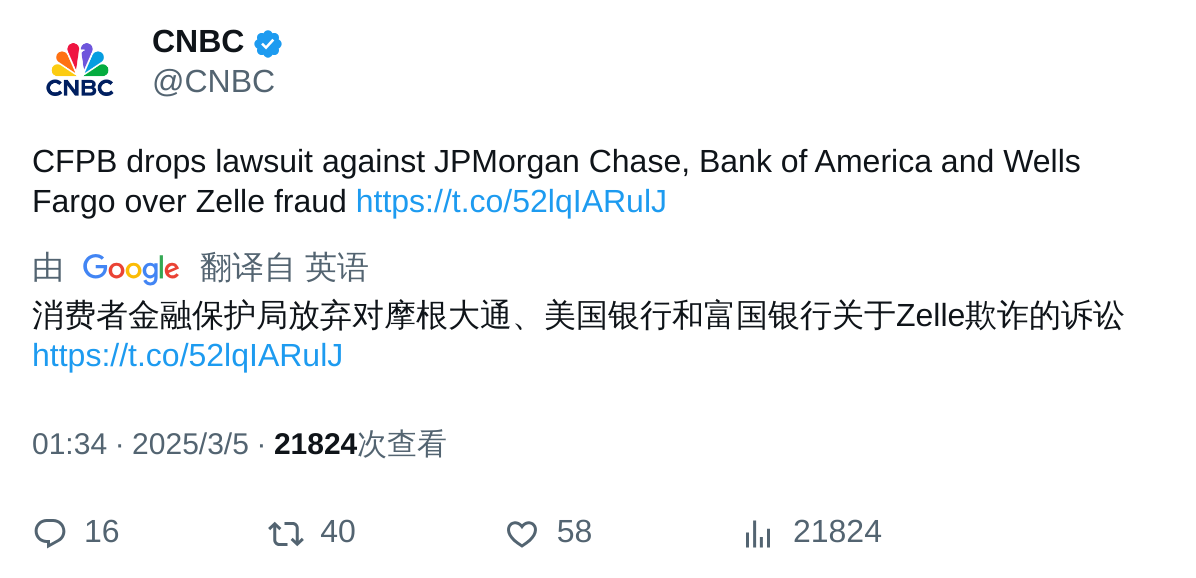 CNBC
CNBC
@CNBC
CFPB drops lawsuit against JPMorgan Chase, Bank of America and Wells
Fargo over Zelle fraud https://t.co/52lqIARulJ
由 Google 翻译自 英语
消费者金融保护局放弃对摩根大通、美国银行和富国银行关于Zelle欺诈的诉讼
https://t.co/52lqIARulJ
01:34 · 2025/3/5 · 21824次查看
16 40 58 21824